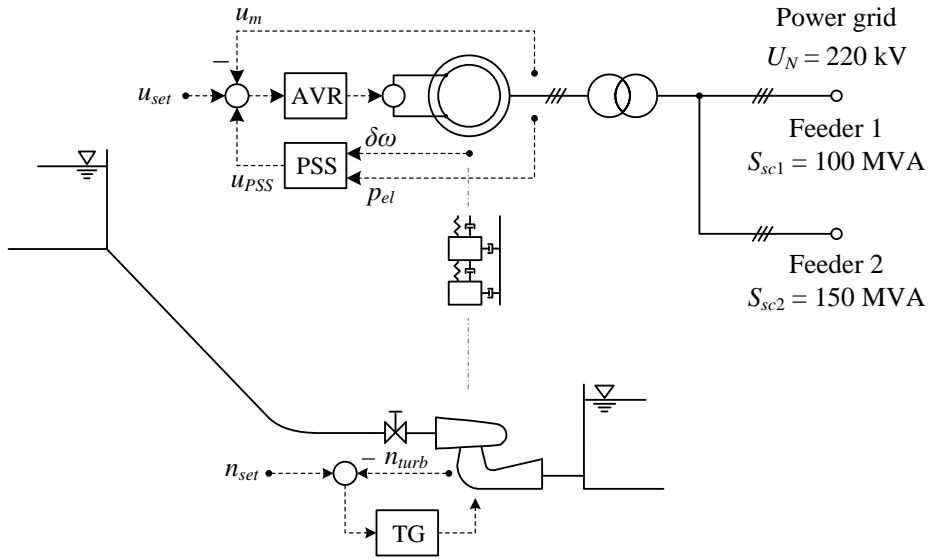 u_m
Power grid
U_N = 220 kV
−
u_set
AVR
Feeder 1
S_sc1 = 100 MVA
δω
PSS
u_PSS
p_el
Feeder 2
S_sc2 = 150 MVA
−
n_turb
n_set
TG